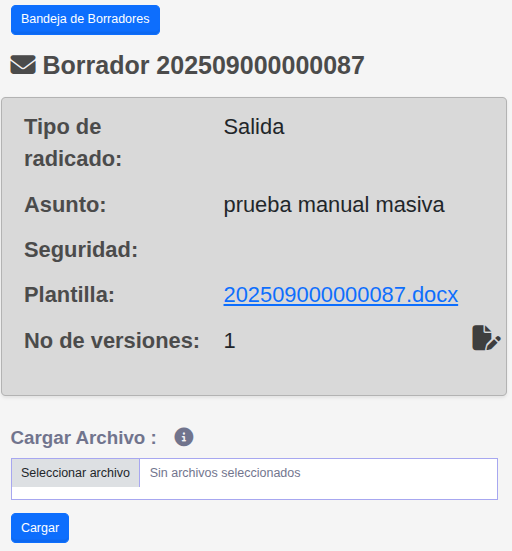 Bandeja de Borradores
Borrador 202509000000087
Tipo de radicado: Salida
Asunto: prueba manual masiva
Seguridad:
Plantilla: 202509000000087.docx
No de versiones: 1
Cargar Archivo :
Seleccionar archivo Sin archivos seleccionados
Cargar